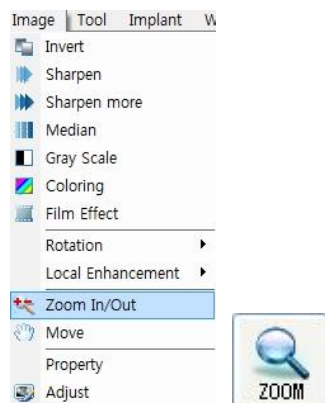 Image Tool Implant W
Invert
Sharpen
Sharpen more
Median
Gray Scale
Coloring
Film Effect
Rotation
Local Enhancement
Zoom In/Out
Move
Property
Adjust
ZOOM